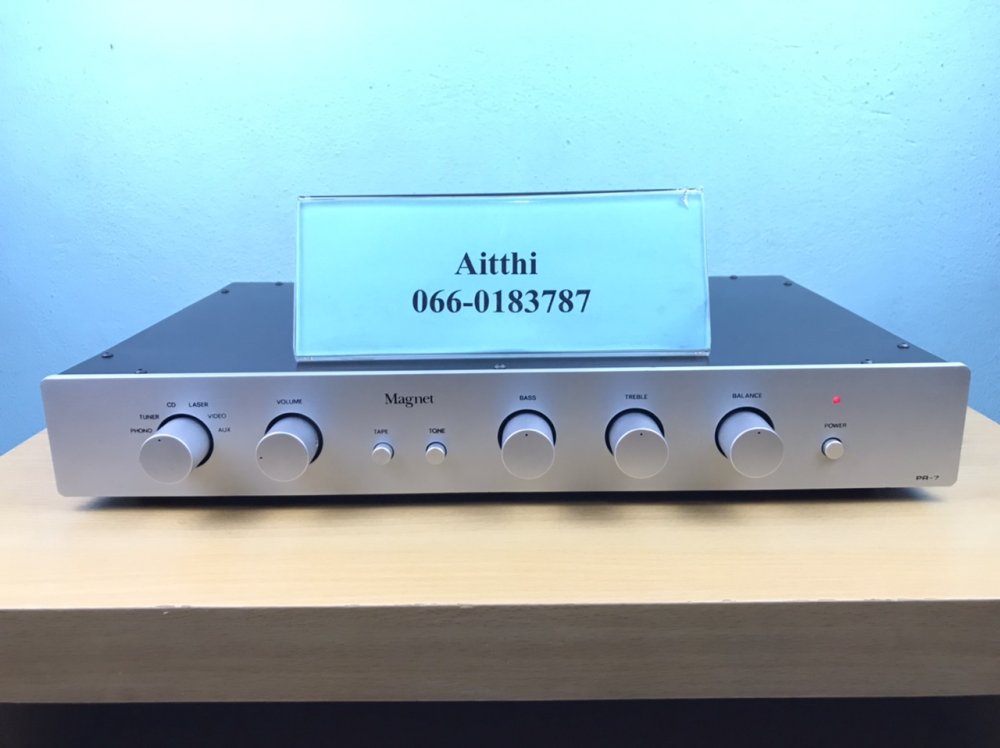 Aitthi
066-0183787
CD LASER
TUNER VIDEO
PHONO AUX
VOLUME
Magnet
TAPE TONE
BASS
TREBLE
BALANCE
POWER
PR-7